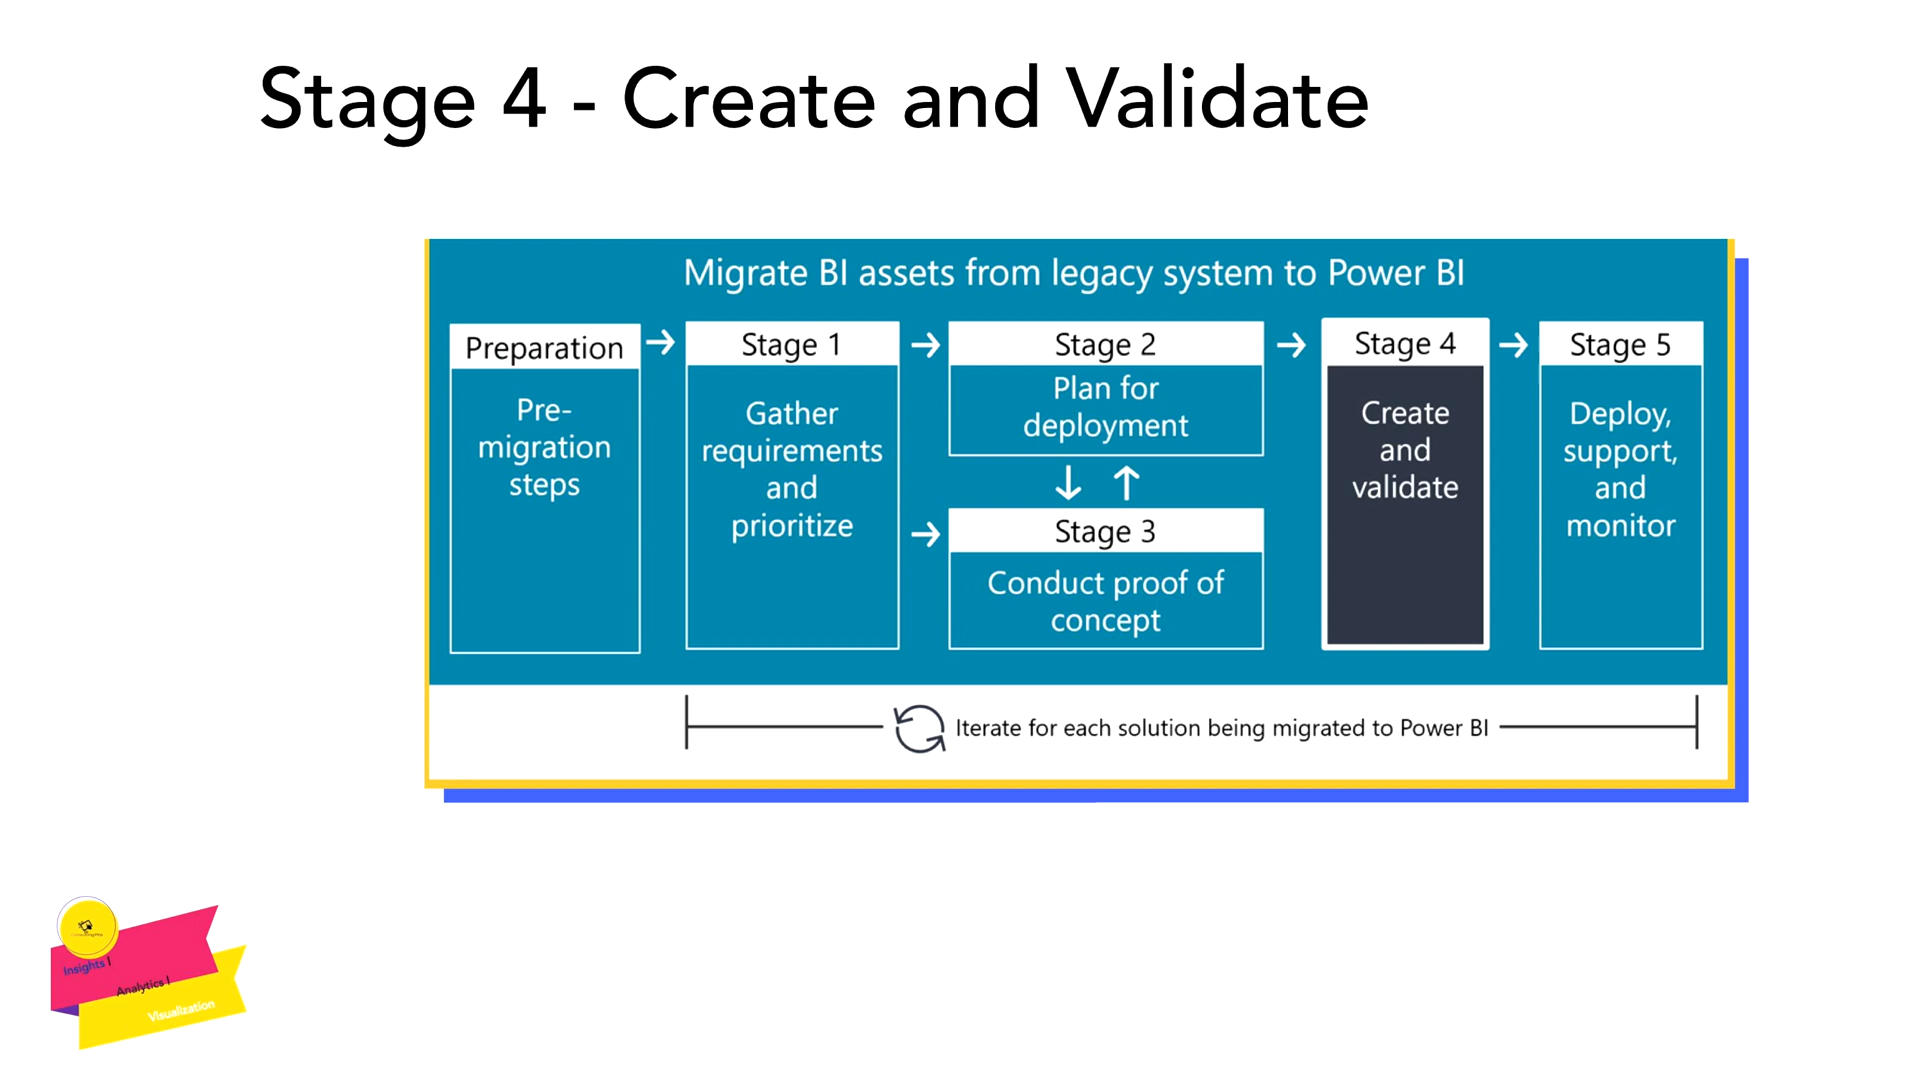 Stage 4 - Create and Validate
Migrate BI assets from legacy system to Power BI
Preparation
Pre-
migration
steps
Stage 1
Gather
requirements
and
prioritize
Stage 2
Plan for
deployment
Stage 3
Conduct proof of
concept
Stage 4
Create
and
validate
Stage 5
Deploy,
support,
and
monitor
Iterate for each solution being migrated to Power BI
Insights |
Analytics |
Visualization